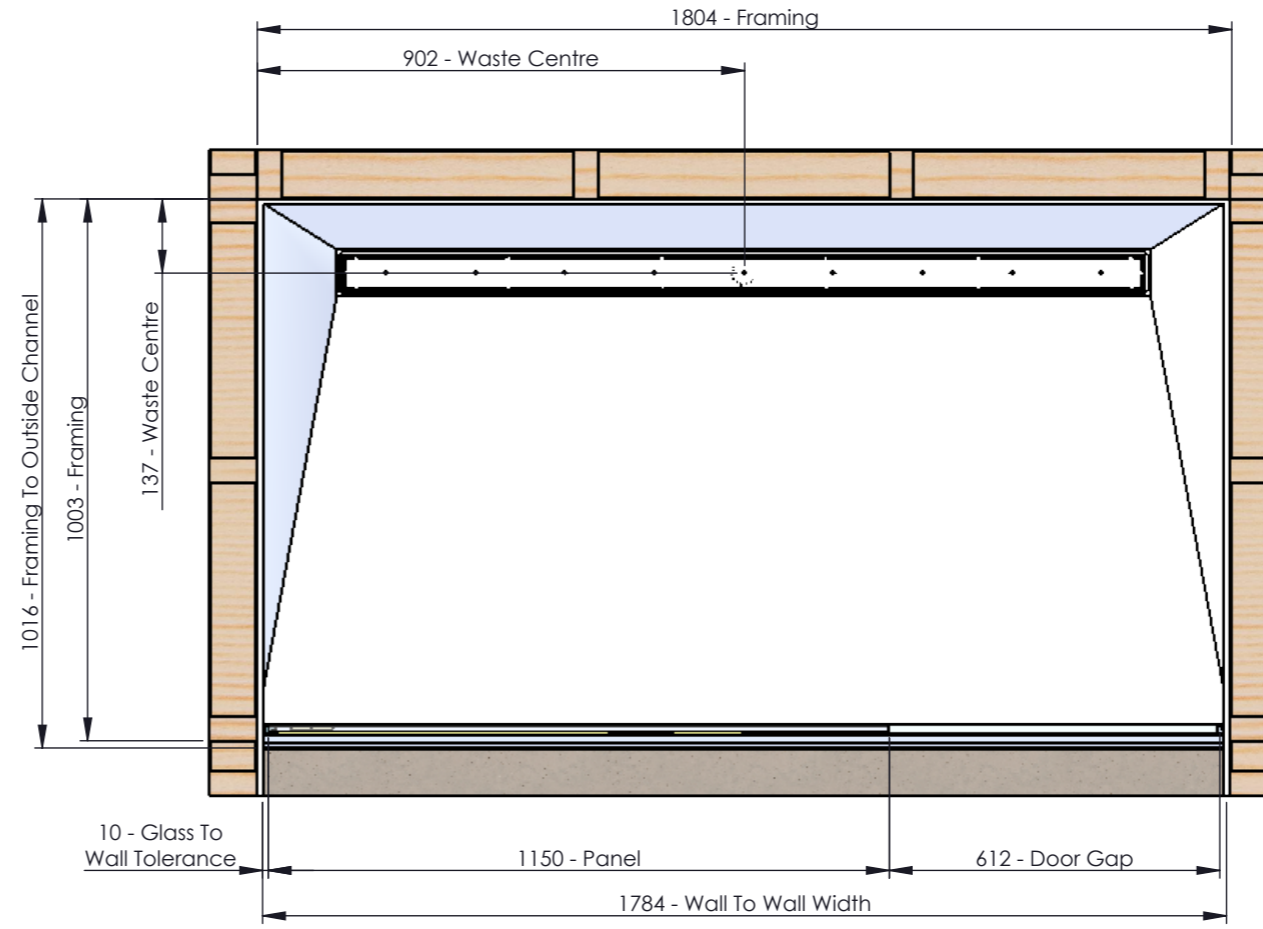 1804 - Framing
902 - Waste Centre
1016 - Framing To Outside Channel
1003 - Framing
137 - Waste Centre
10 - Glass To
Wall Tolerance
1150 - Panel
612 - Door Gap
1784 - Wall To Wall Width